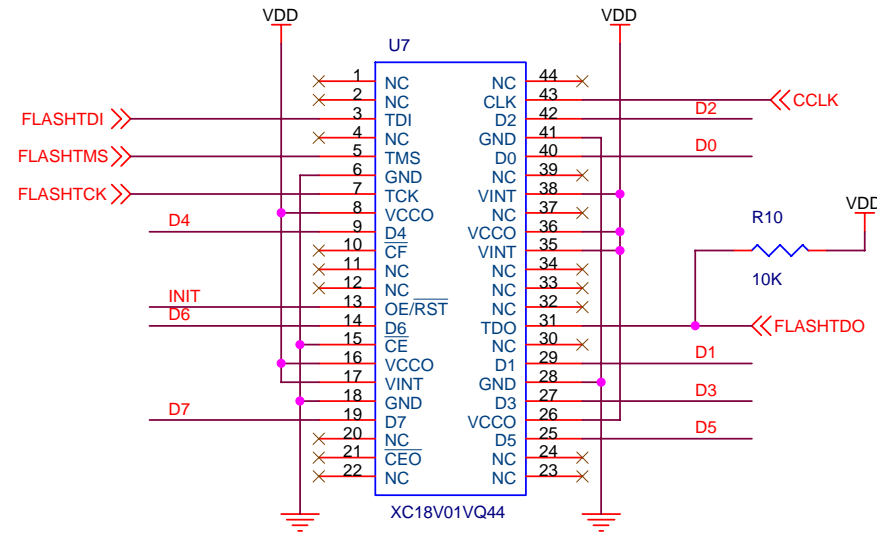 VDD
VDD
U7
1 NC NC 44
2 NC CLK 43 CCLK
FLASHTDI 3 TDI D2 42 D2
4 NC GND 41
FLASHTMS 5 TMS D0 40 D0
6 GND NC 39
FLASHTCK 7 TCK VINT 38
8 VCCO NC 37
D4 9 D4 VCCO 36
10 CF VINT 35
11 NC NC 34
12 NC NC 33
INIT 13 OE/RST NC 32
D6 14 D6 TDO 31 FLASHTDO
15 CE NC 30
16 VCCO D1 29 D1
17 VINT GND 28
18 GND D3 27 D3
D7 19 D7 VCCO 26
20 NC D5 25 D5
21 CEO NC 24
22 NC NC 23
XC18V01VQ44
R10
VDD
10K